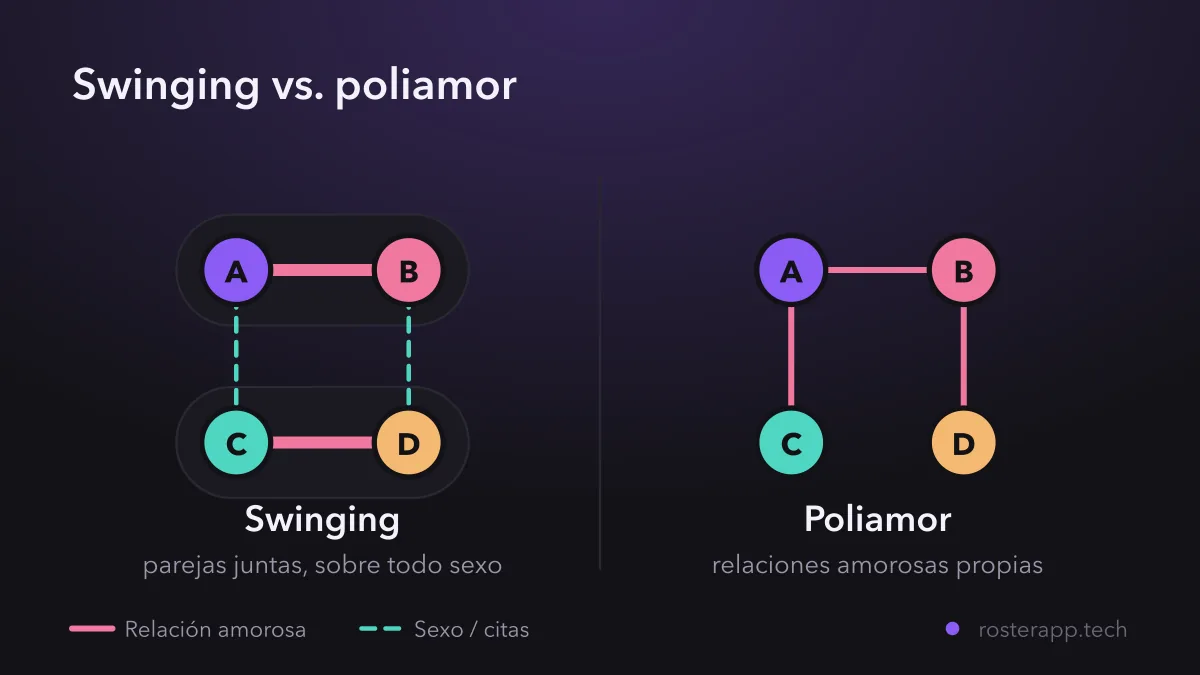 Swinging vs. poliamor
A
B
C
D
Swinging
parejas juntas, sobre todo sexo
A
B
C
D
Poliamor
relaciones amorosas propias
Relación amorosa
Sexo / citas
rosterapp.tech